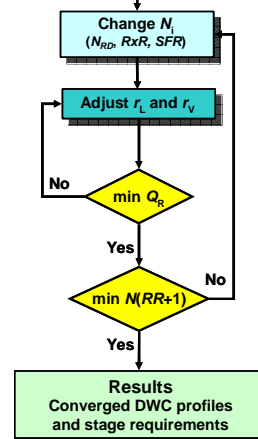 Change Ni
(NRD, RxR, SFR)
Adjust rL and rV
No
min QR
Yes
No
min N(RR+1)
Yes
Results
Converged DWC profiles
and stage requirements